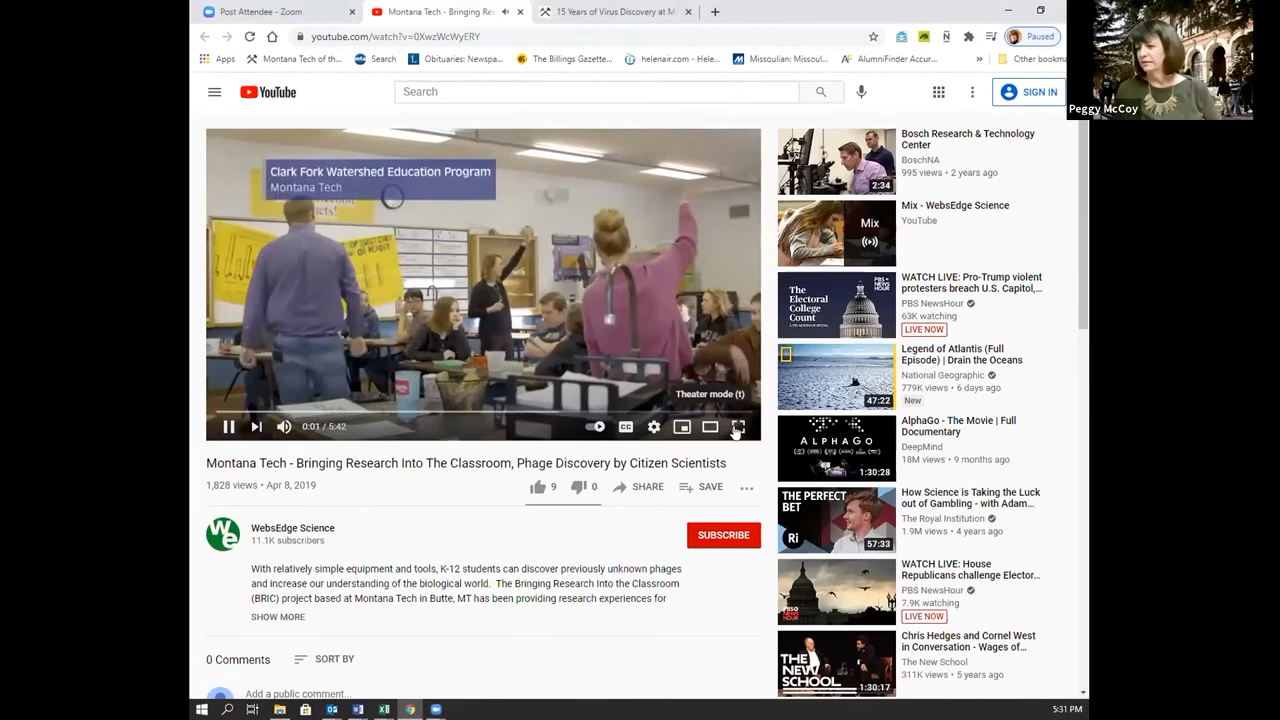 Post Attendee - Zoom
Montana Tech - Bringing Re
15 Years of Virus Discovery at M
youtube.com/watch?v=0XwzWcWyERY
Paused
Apps
Montana Tech of th...
Search
Obituaries: Newspa...
The Billings Gazette...
helenair.com - Hele...
Missoulian: Missoul...
AlumniFinder Accur...
»
Other bookma
Peggy McCoy
YouTube
Search
SIGN IN
Clark Fork Watershed Education Program
Montana Tech
Theater mode (t)
0:01 / 5:42
CC
Montana Tech - Bringing Research Into The Classroom, Phage Discovery by Citizen Scientists
1,828 views • Apr 8, 2019
9
0
SHARE
SAVE
...
We
WebsEdge Science
11.1K subscribers
SUBSCRIBE
With relatively simple equipment and tools, K-12 students can discover previously unknown phages
and increase our understanding of the biological world. The Bringing Research Into the Classroom
(BRIC) project based at Montana Tech in Butte, MT has been providing research experiences for
SHOW MORE
0 Comments
SORT BY
Add a public comment...
Bosch Research & Technology
Center
BoschNA
995 views • 2 years ago
2:34
Mix - WebsEdge Science
YouTube
Mix
WATCH LIVE: Pro-Trump violent
protesters breach U.S. Capitol,...
PBS NewsHour
63K watching
LIVE NOW
The
Electoral
College
Count
PBS NEWS HOUR
Legend of Atlantis (Full
Episode) | Drain the Oceans
National Geographic
779K views • 6 days ago
New
47:22
AlphaGo - The Movie | Full
Documentary
DeepMind
18M views • 9 months ago
ALPHAGO
1:30:28
How Science is Taking the Luck
out of Gambling - with Adam...
The Royal Institution
1.9M views • 4 years ago
THE PERFECT
BET
Ri
57:33
WATCH LIVE: House
Republicans challenge Elector...
PBS NewsHour
7.9K watching
LIVE NOW
Chris Hedges and Cornel West
in Conversation - Wages of...
The New School
311K views • 5 years ago
THE
NEW
SCHOOL
1:30:17
5:31 PM